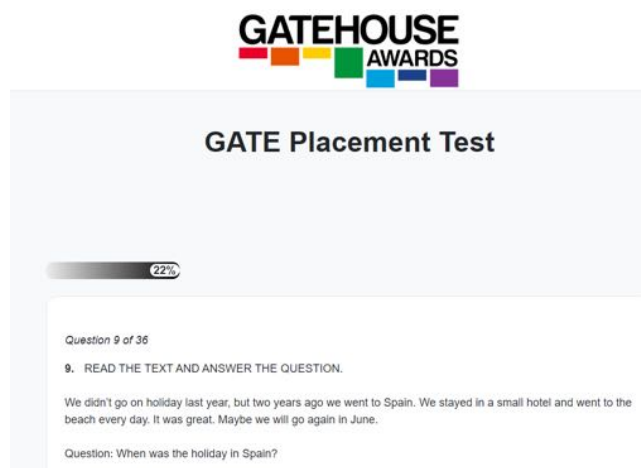 GATEHOUSE
AWARDS
GATE Placement Test
22%
Question 9 of 36
9. READ THE TEXT AND ANSWER THE QUESTION.
We didn't go on holiday last year, but two years ago we went to Spain. We stayed in a small hotel and went to the
beach every day. It was great. Maybe we will go again in June.
Question: When was the holiday in Spain?